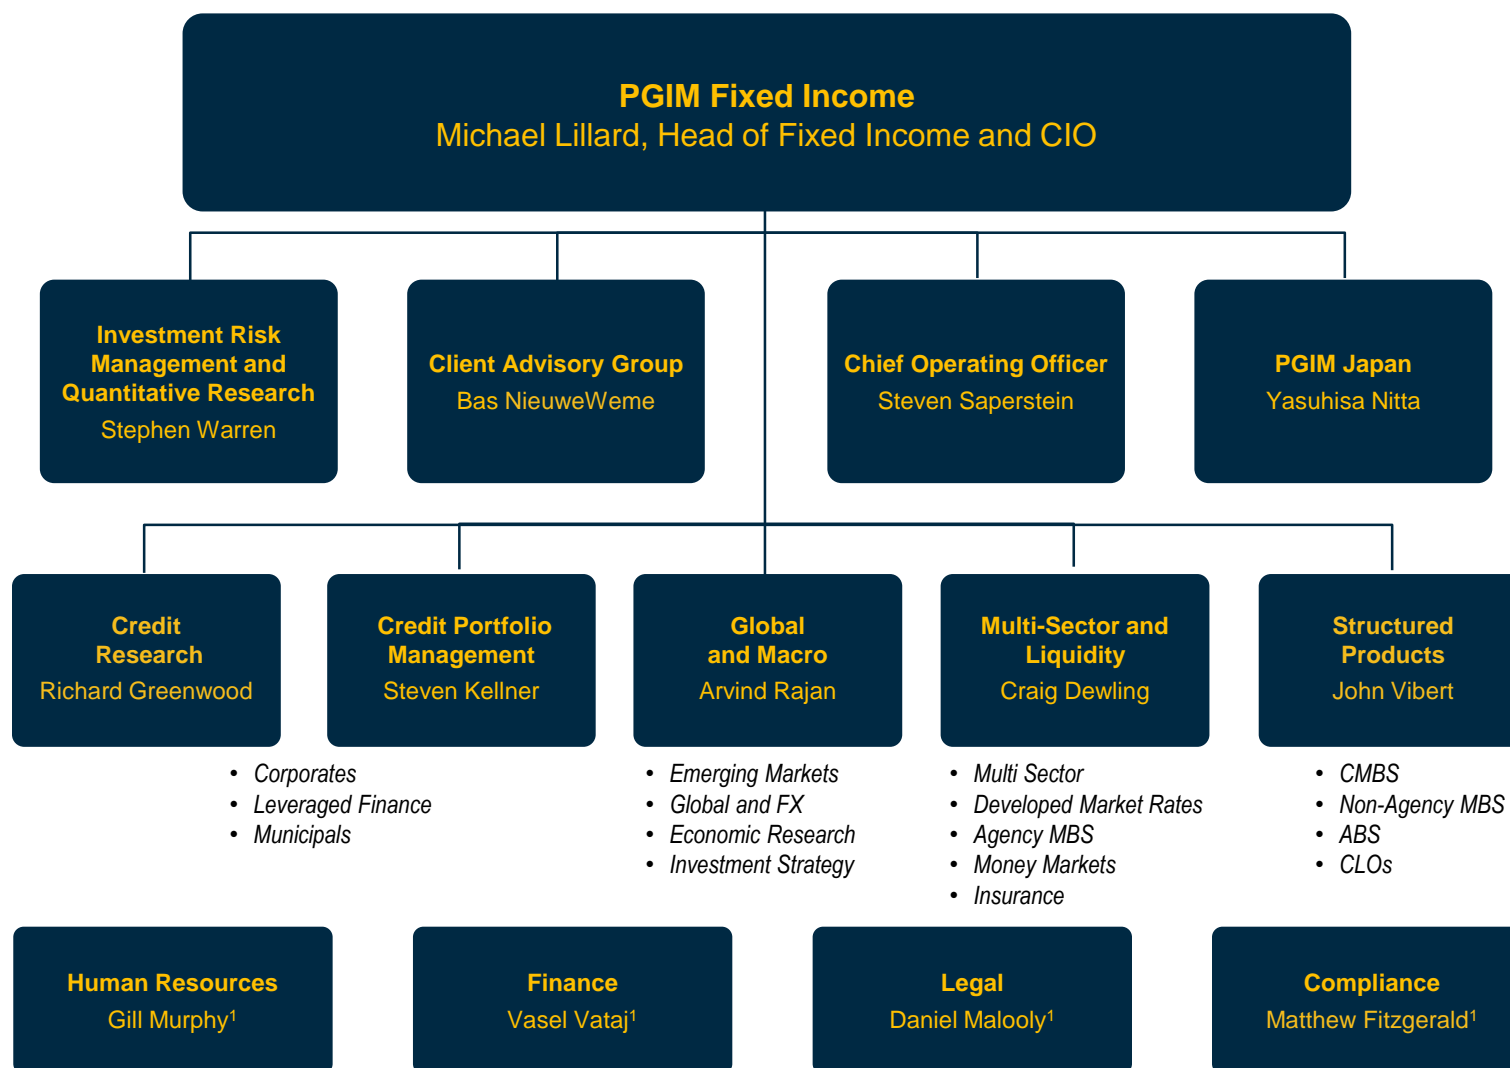 PGIM Fixed Income
Michael Lillard, Head of Fixed Income and CIO
Investment Risk
Management and
Quantitative Research
Stephen Warren
Client Advisory Group
Bas NieuweWeme
Chief Operating Officer
Steven Saperstein
PGIM Japan
Yasuhisa Nitta
Credit
Research
Richard Greenwood
Credit Portfolio
Management
Steven Kellner
Global
and Macro
Arvind Rajan
Multi-Sector and
Liquidity
Craig Dewling
Structured
Products
John Vibert
• Corporates
• Leveraged Finance
• Municipals
• Emerging Markets
• Global and FX
• Economic Research
• Investment Strategy
• Multi Sector
• Developed Market Rates
• Agency MBS
• Money Markets
• Insurance
• CMBS
• Non-Agency MBS
• ABS
• CLOs
Human Resources
Gill Murphy¹
Finance
Vasel Vataj¹
Legal
Daniel Malooly¹
Compliance
Matthew Fitzgerald¹